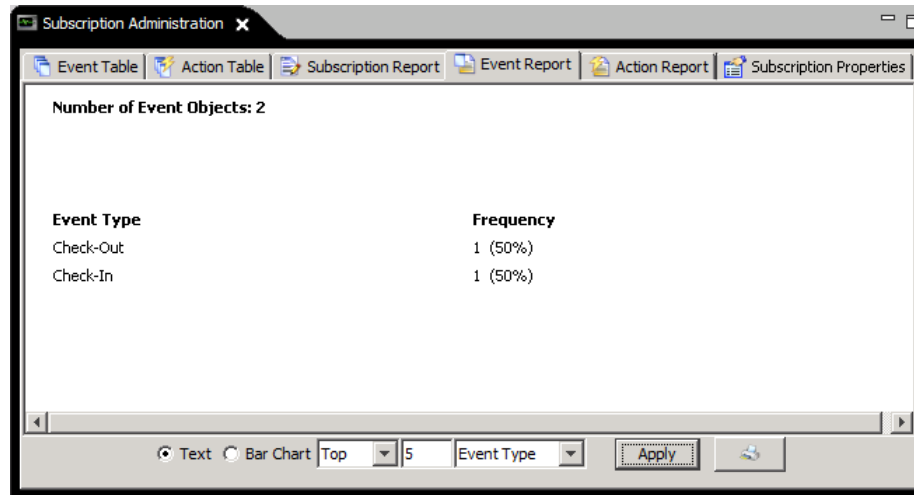 Subscription Administration
Event Table Action Table Subscription Report Event Report Action Report Subscription Properties
Number of Event Objects: 2
Event Type Frequency
Check-Out 1 (50%)
Check-In 1 (50%)
Text Bar Chart Top 5 Event Type Apply